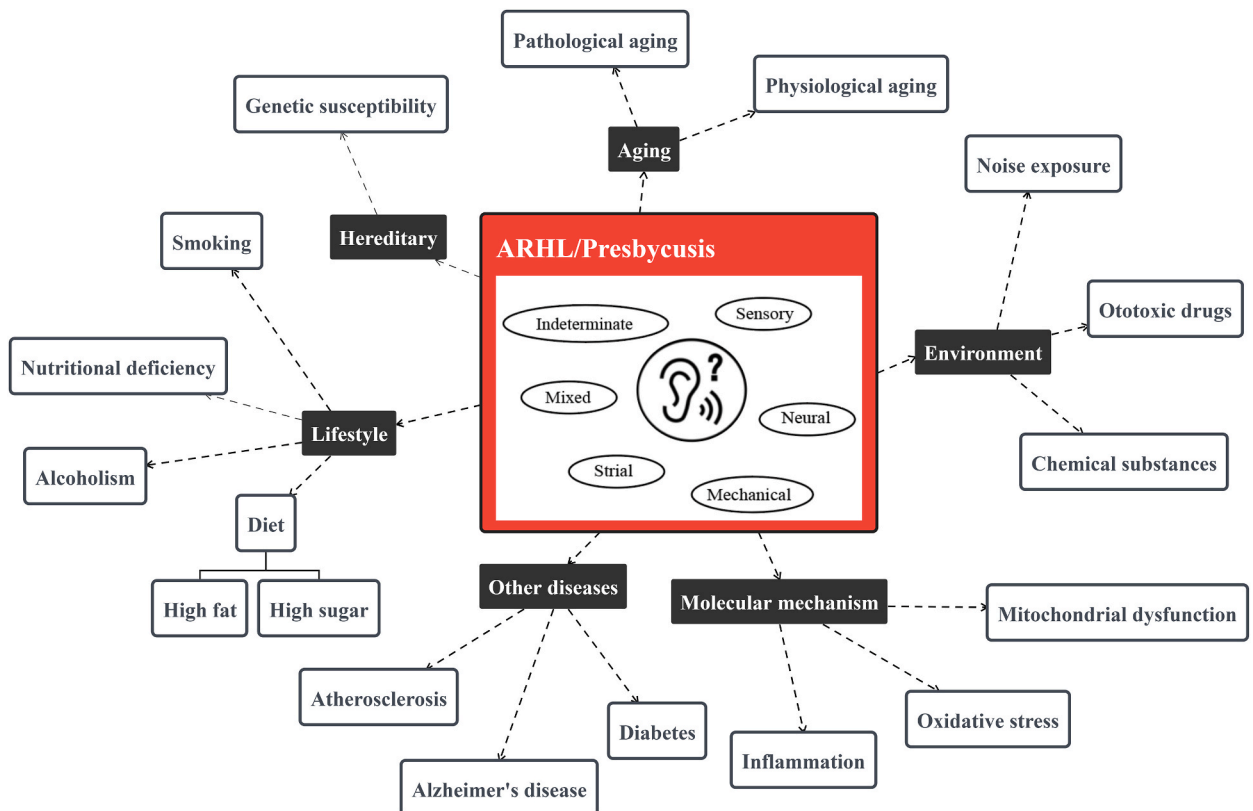 Pathological aging
Physiological aging
Genetic susceptibility
Aging
Noise exposure
Smoking
Hereditary
ARHL/Presbycusis
Indeterminate
Sensory
?
Ototoxic drugs
Environment
Nutritional deficiency
Mixed
Neural
Lifestyle
Alcoholism
Strial
Mechanical
Chemical substances
Diet
High fat
High sugar
Other diseases
Molecular mechanism
Mitochondrial dysfunction
Atherosclerosis
Diabetes
Oxidative stress
Inflammation
Alzheimer's disease